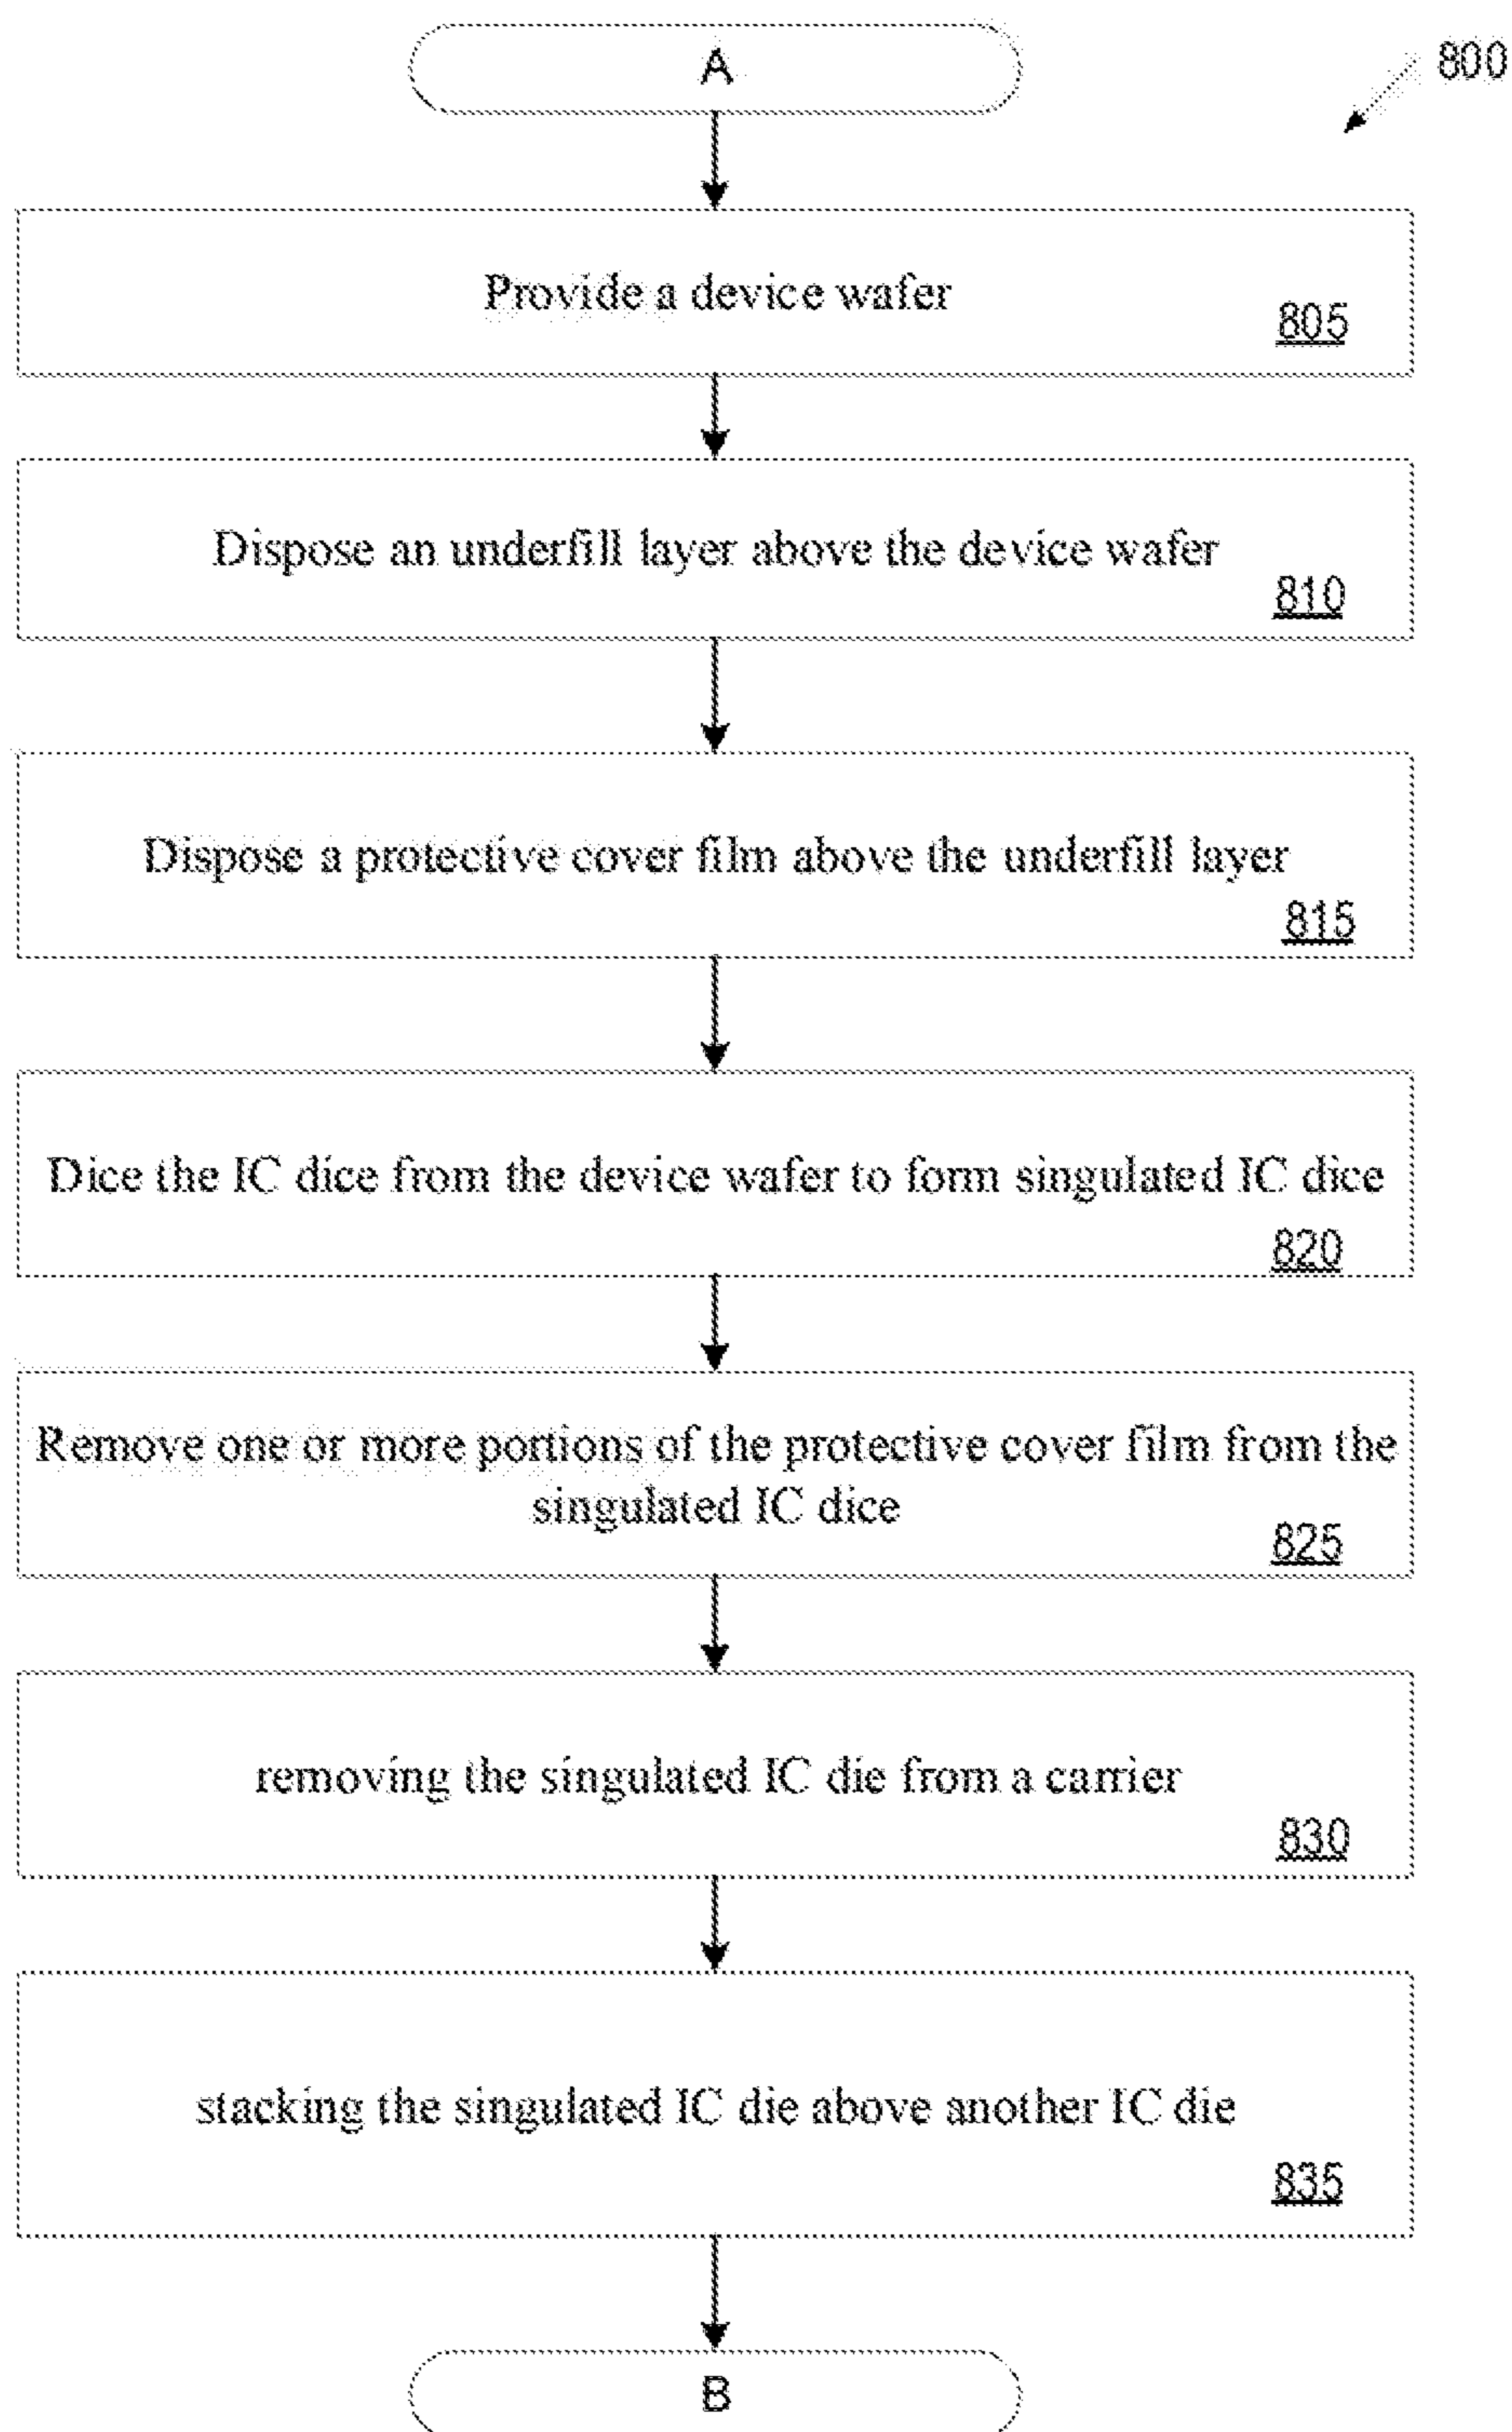 A
800
Provide a device wafer
805
Dispose an underfill layer above the device wafer
810
Dispose a protective cover film above the underfill layer
815
Dice the IC dice from the device wafer to form singulated IC dice
820
Remove one or more portions of the protective cover film from the
singulated IC dice
825
removing the singulated IC die from a carrier
830
stacking the singulated IC die above another IC die
835
B